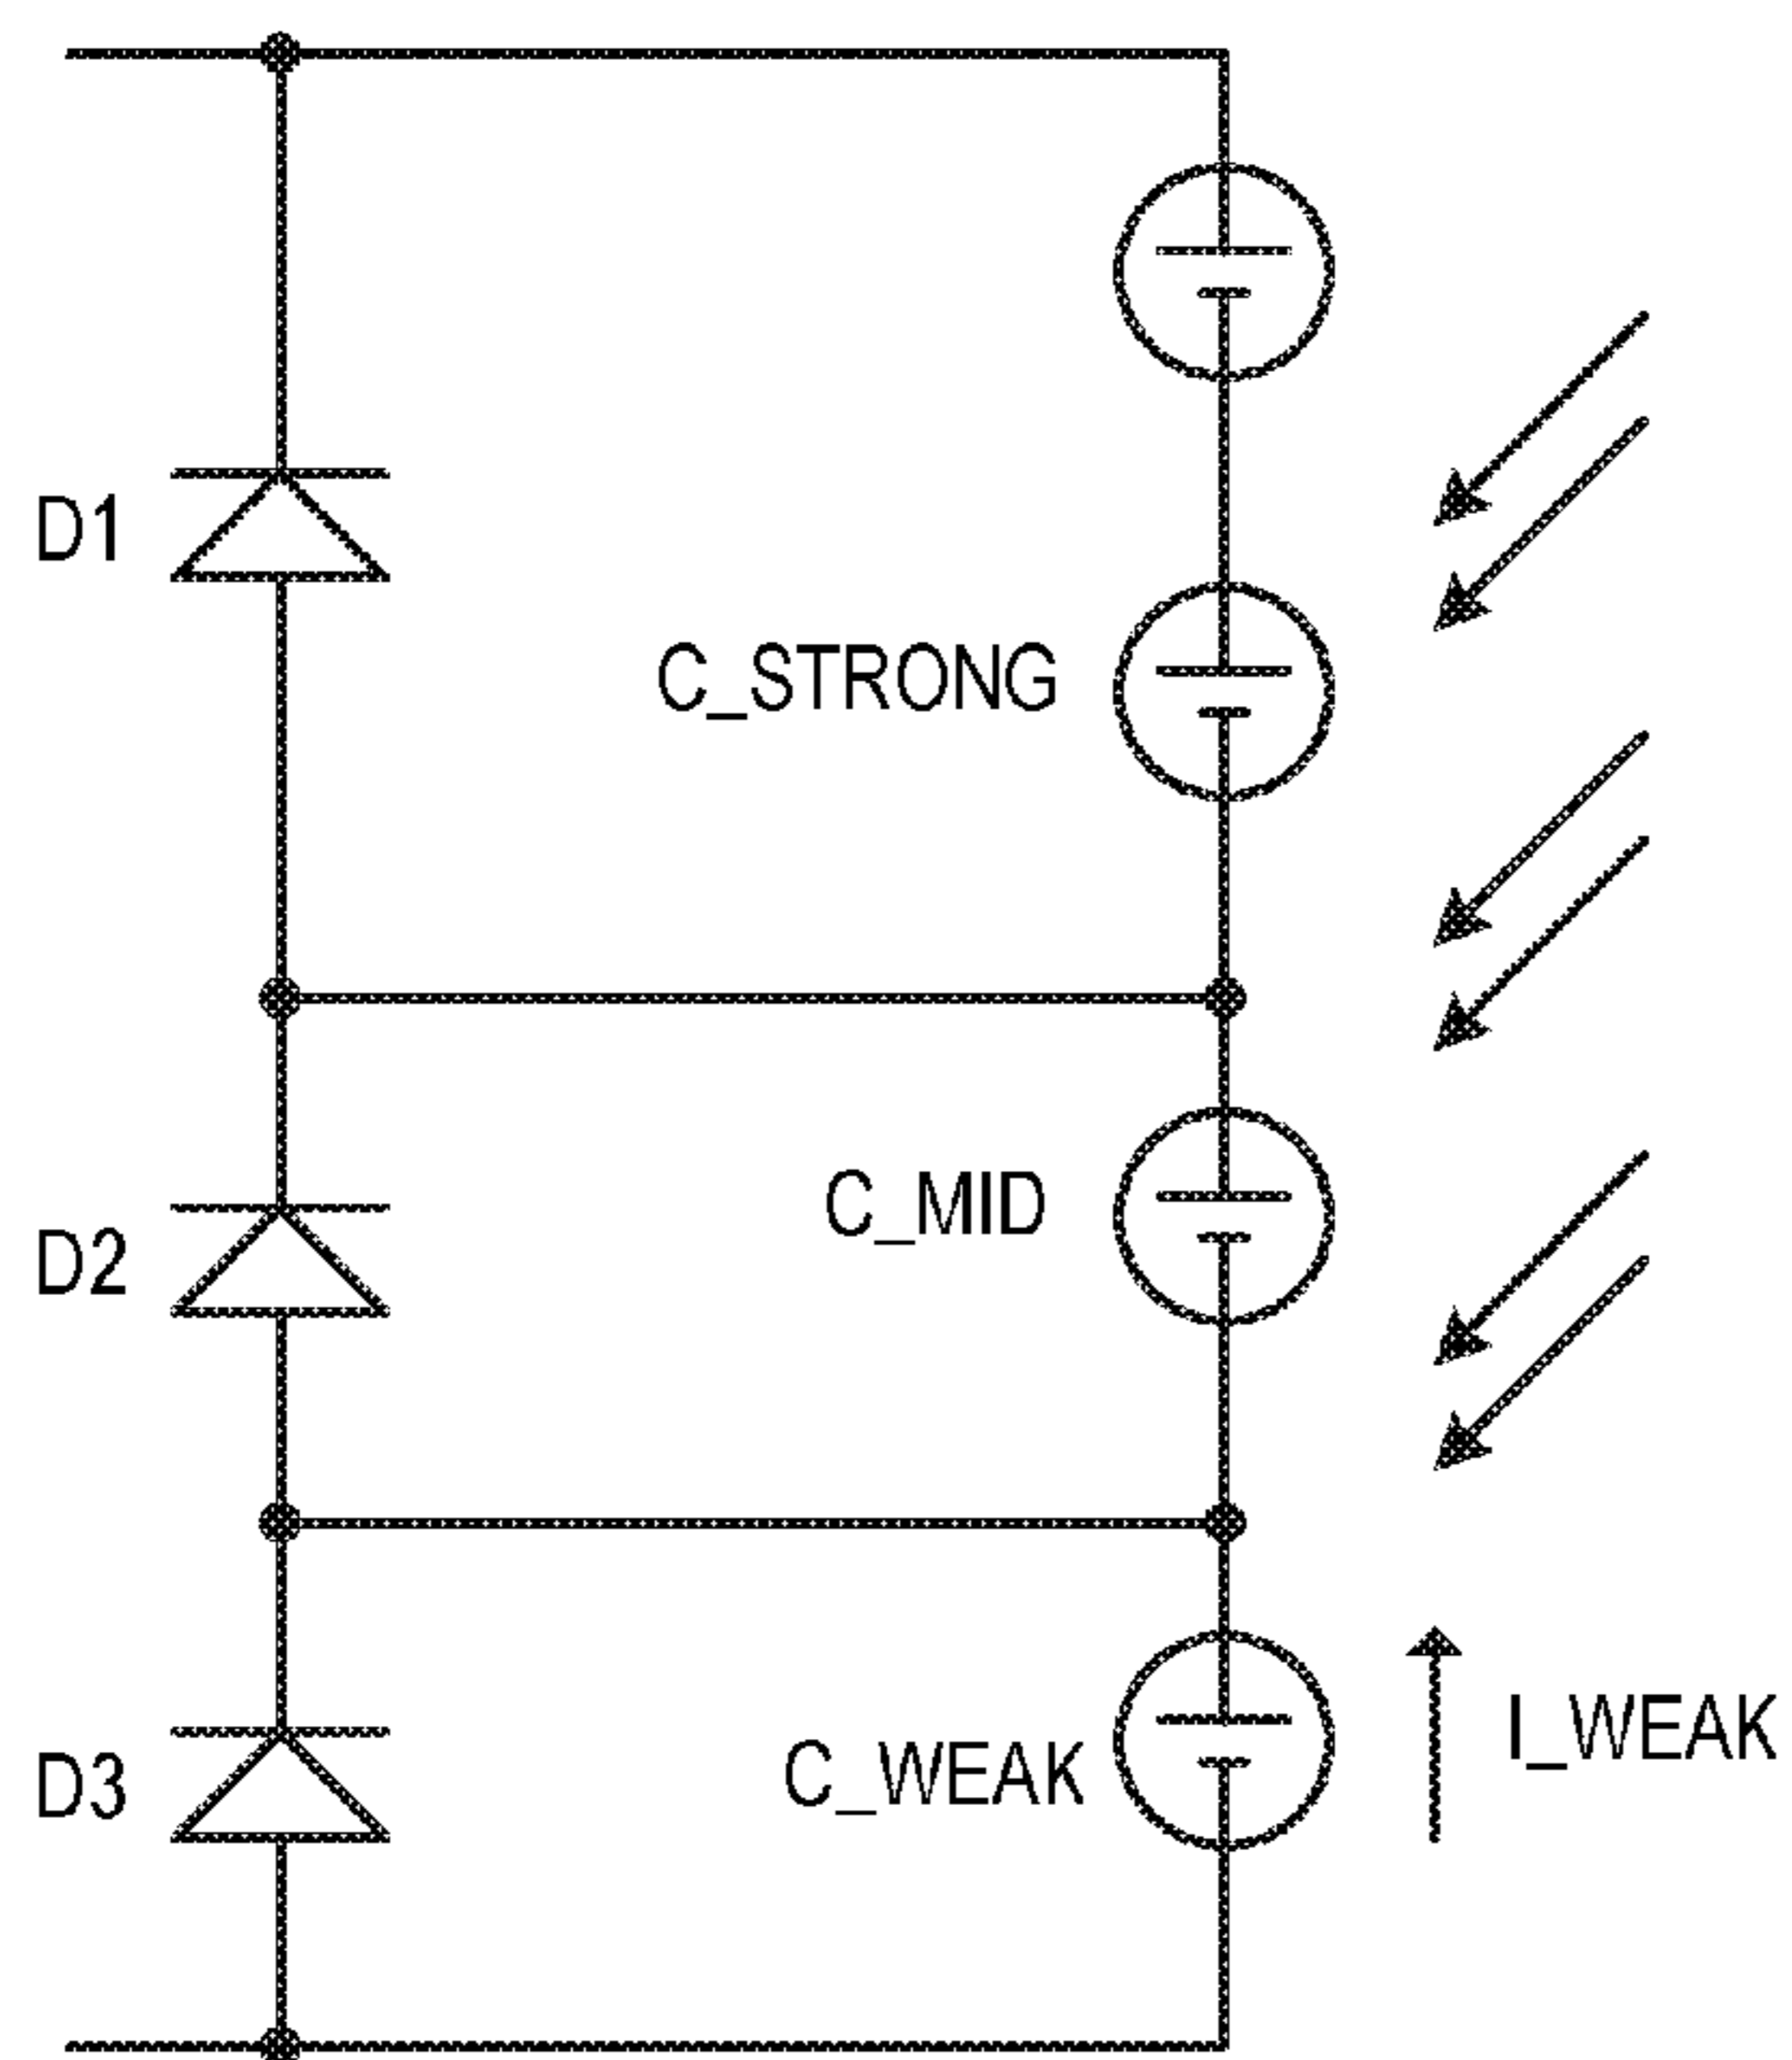 D1
C_STRONG
C_MID
D2
I_WEAK
C_WEAK
D3